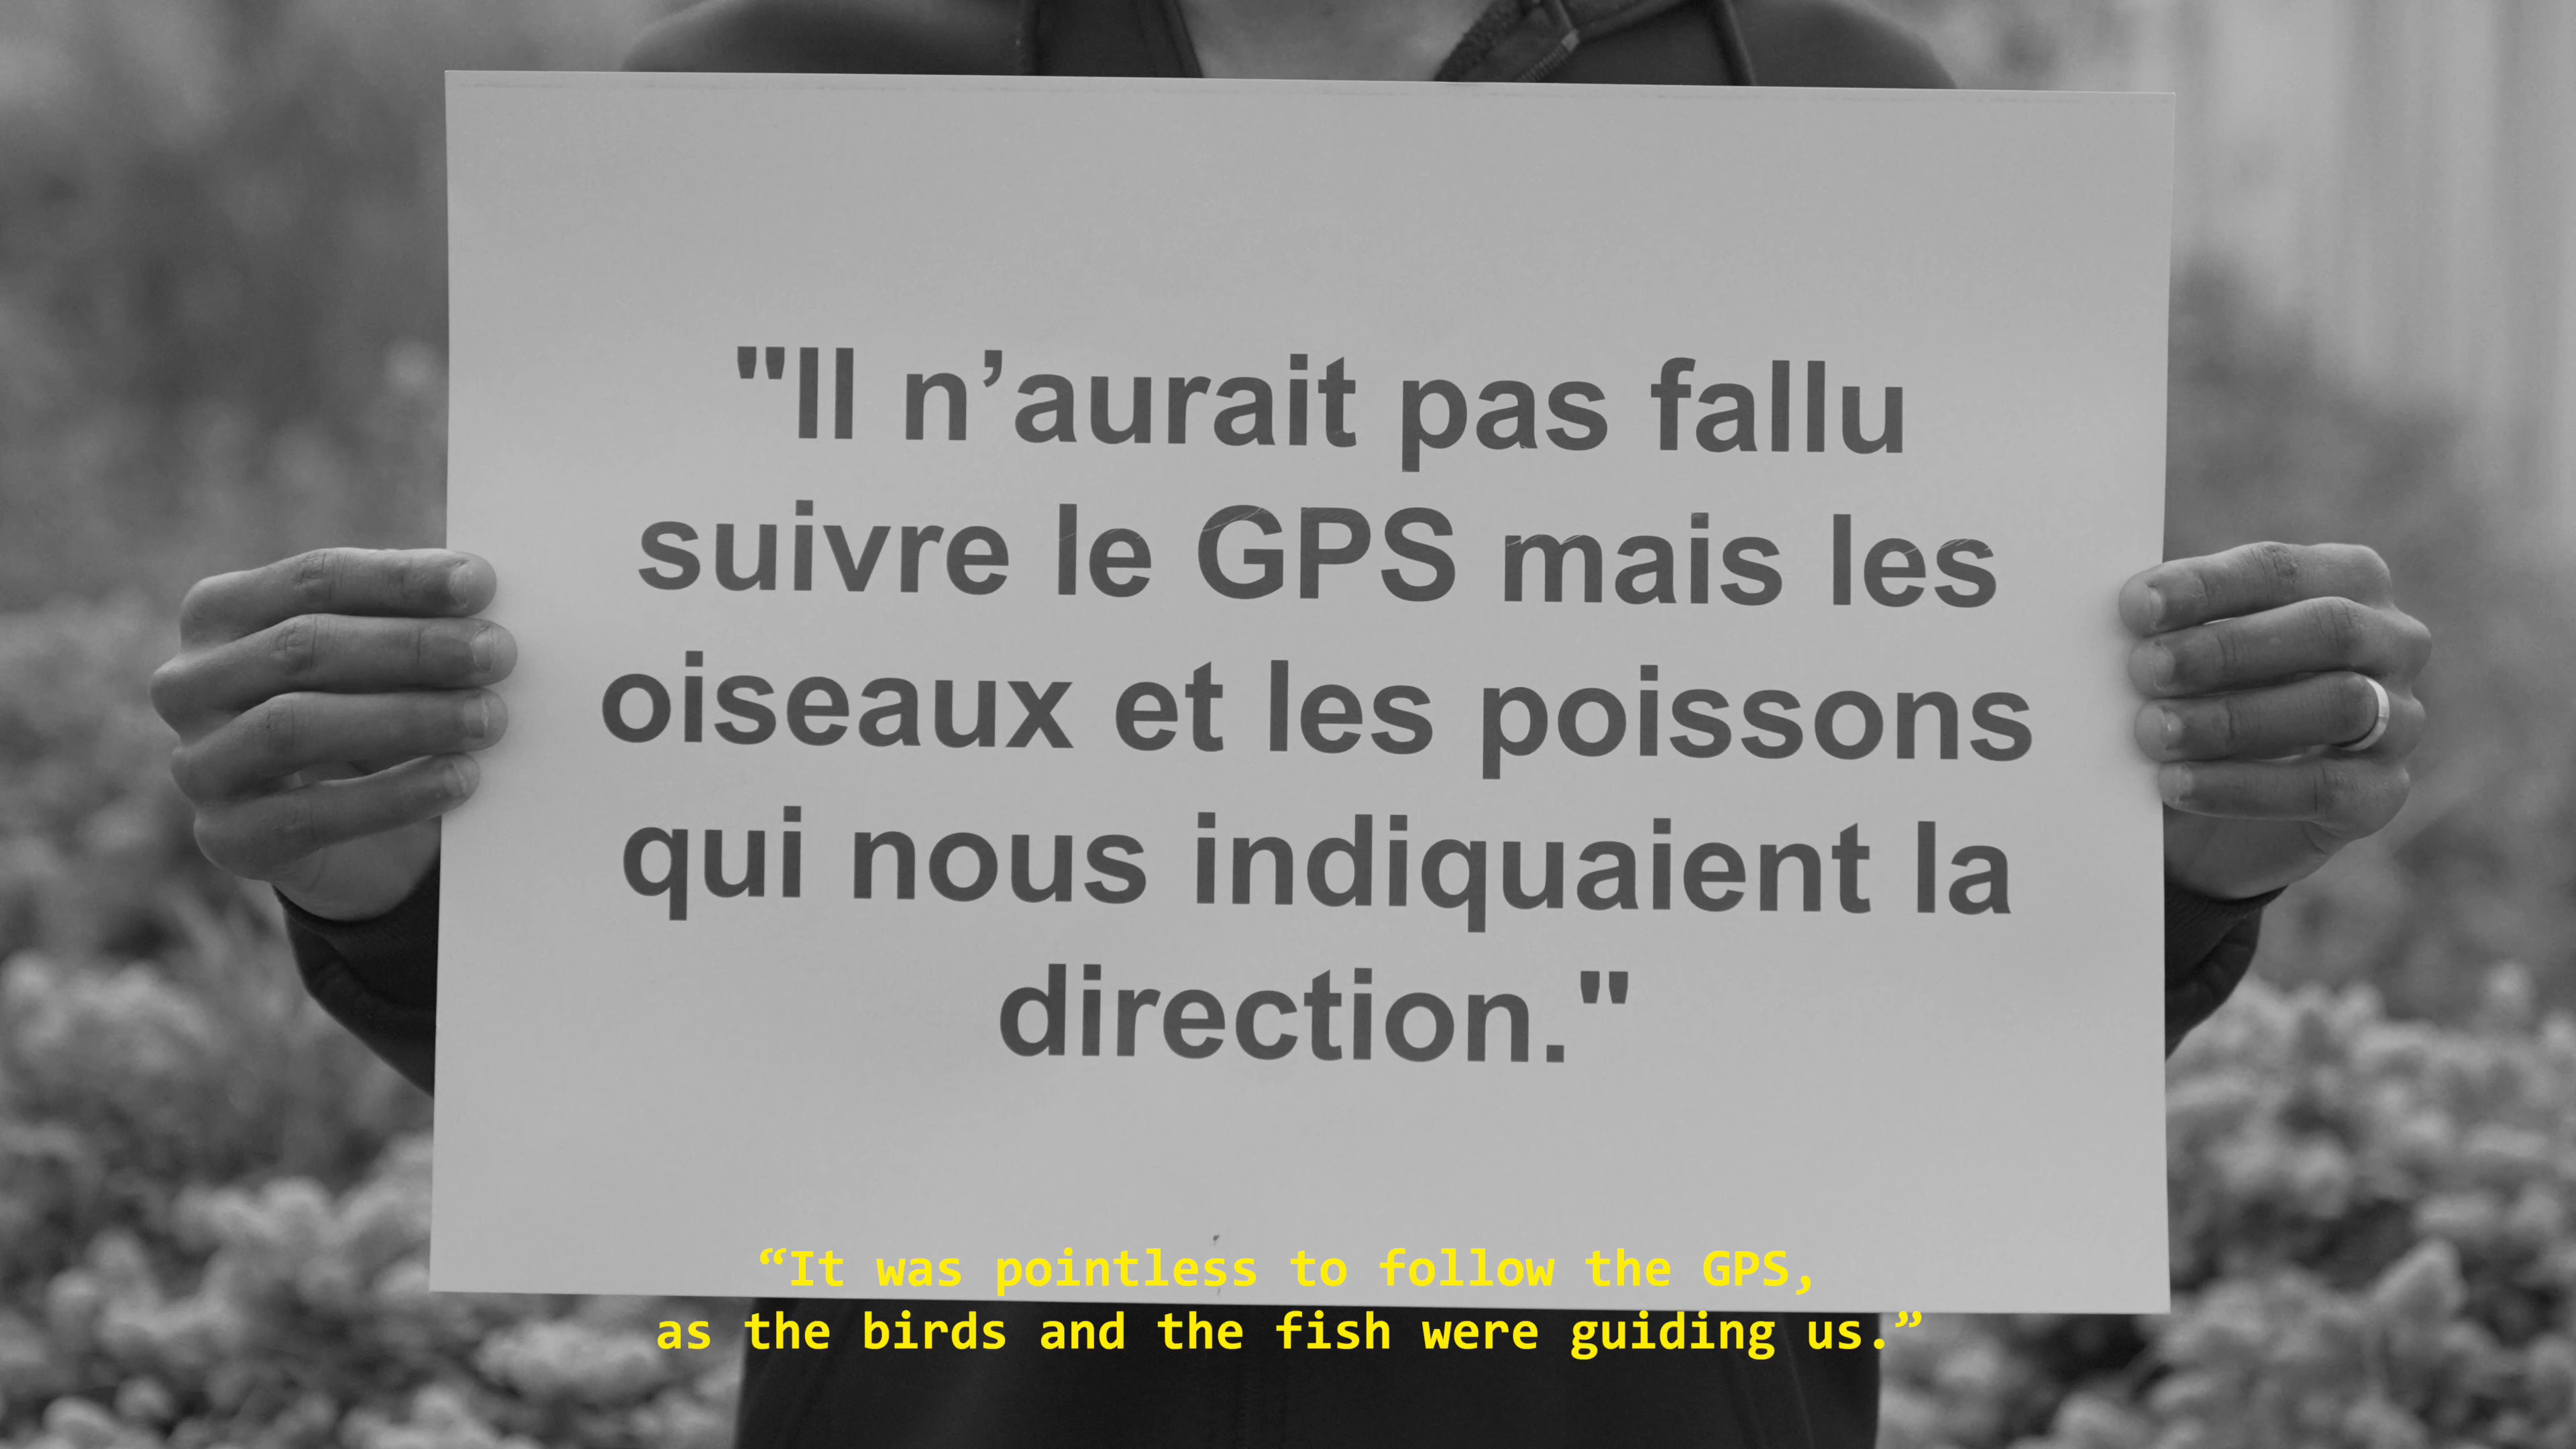 "Il n’aurait pas fallu
suivre le GPS mais les
oiseaux et les poissons
qui nous indiquaient la
direction."
“It was pointless to follow the GPS,
as the birds and the fish were guiding us.”